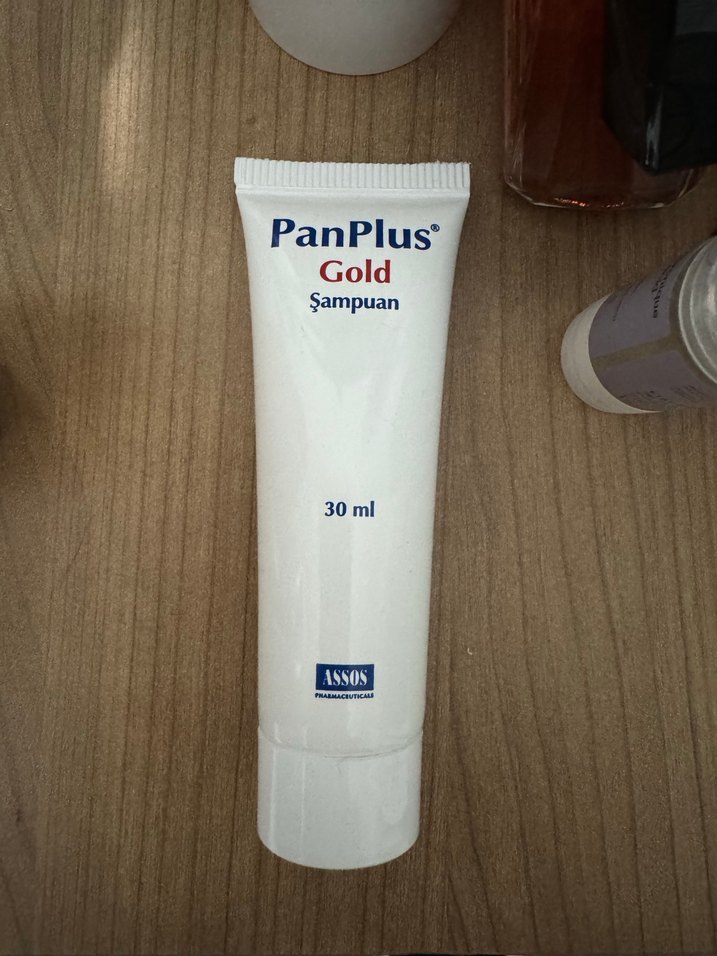 PanPlus®
Gold
Şampuan
30 ml
ASSOS
PHARMACEUTICALS